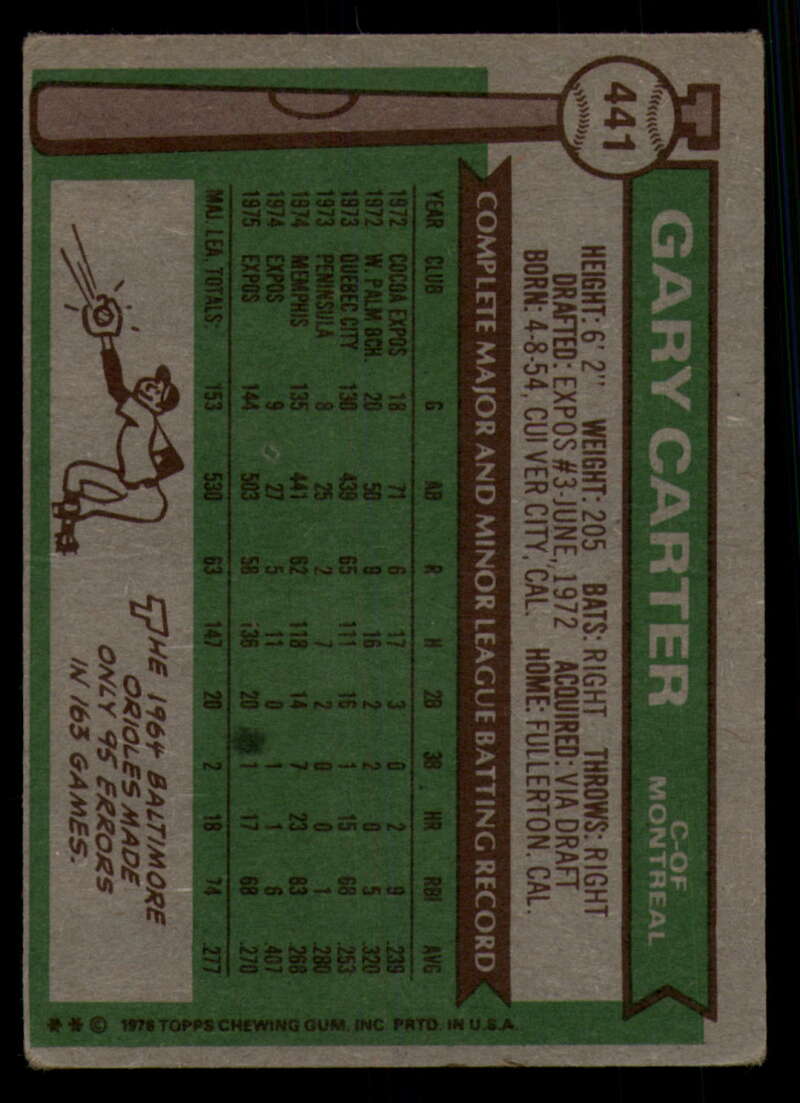 441
GARY CARTER
C-OF
MONTREAL
HEIGHT: 6' 2" WEIGHT: 205 BATS: RIGHT THROWS: RIGHT
DRAFTED: EXPOS #3-JUNE, 1972 ACQUIRED: VIA DRAFT
BORN: 4-8-54, CULVER CITY, CAL. HOME: FULLERTON, CAL.
COMPLETE MAJOR AND MINOR LEAGUE BATTING RECORD
YEAR CLUB G AB R H 2B 3B HR RBI AVG
1972 COCOA EXPOS 18 71 6 17 3 0 2 9 .239
1972 W. PALM BCH. 20 50 9 16 2 2 0 5 .320
1973 QUEBEC CITY 130 439 65 111 16 1 15 68 .253
1973 PENINSULA 8 25 2 7 2 0 0 1 .280
1974 MEMPHIS 135 441 62 118 14 7 23 83 .268
1974 EXPOS 9 27 5 11 0 1 1 6 .407
1975 EXPOS 144 503 58 136 20 1 17 68 .270
MAJ. LEA. TOTALS 153 530 63 147 20 2 18 74 .277
THE 1964 BALTIMORE
ORIOLES MADE
ONLY 95 ERRORS
IN 163 GAMES.
* * © 1976 TOPPS CHEWING GUM, INC. PRTD. IN U.S.A.